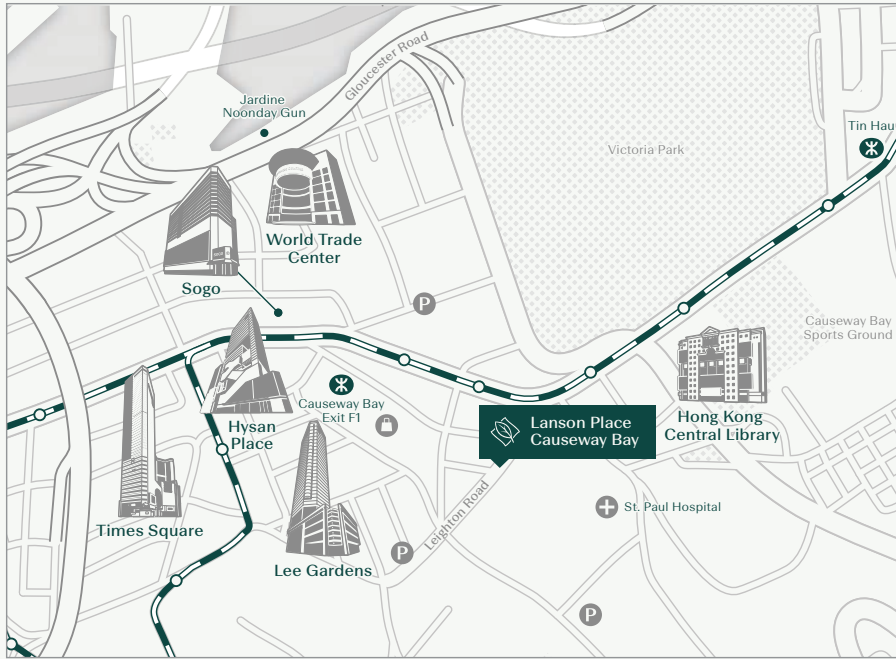 Gloucester Road
Jardine
Noonday Gun
Tin Hau
Victoria Park
World Trade
Center
Sogo
P
Causeway Bay
Sports Ground
Causeway Bay
Exit F1
Hysan
Place
Lanson Place
Causeway Bay
Hong Kong
Central Library
Times Square
Leighton Road
St. Paul Hospital
P
Lee Gardens
P